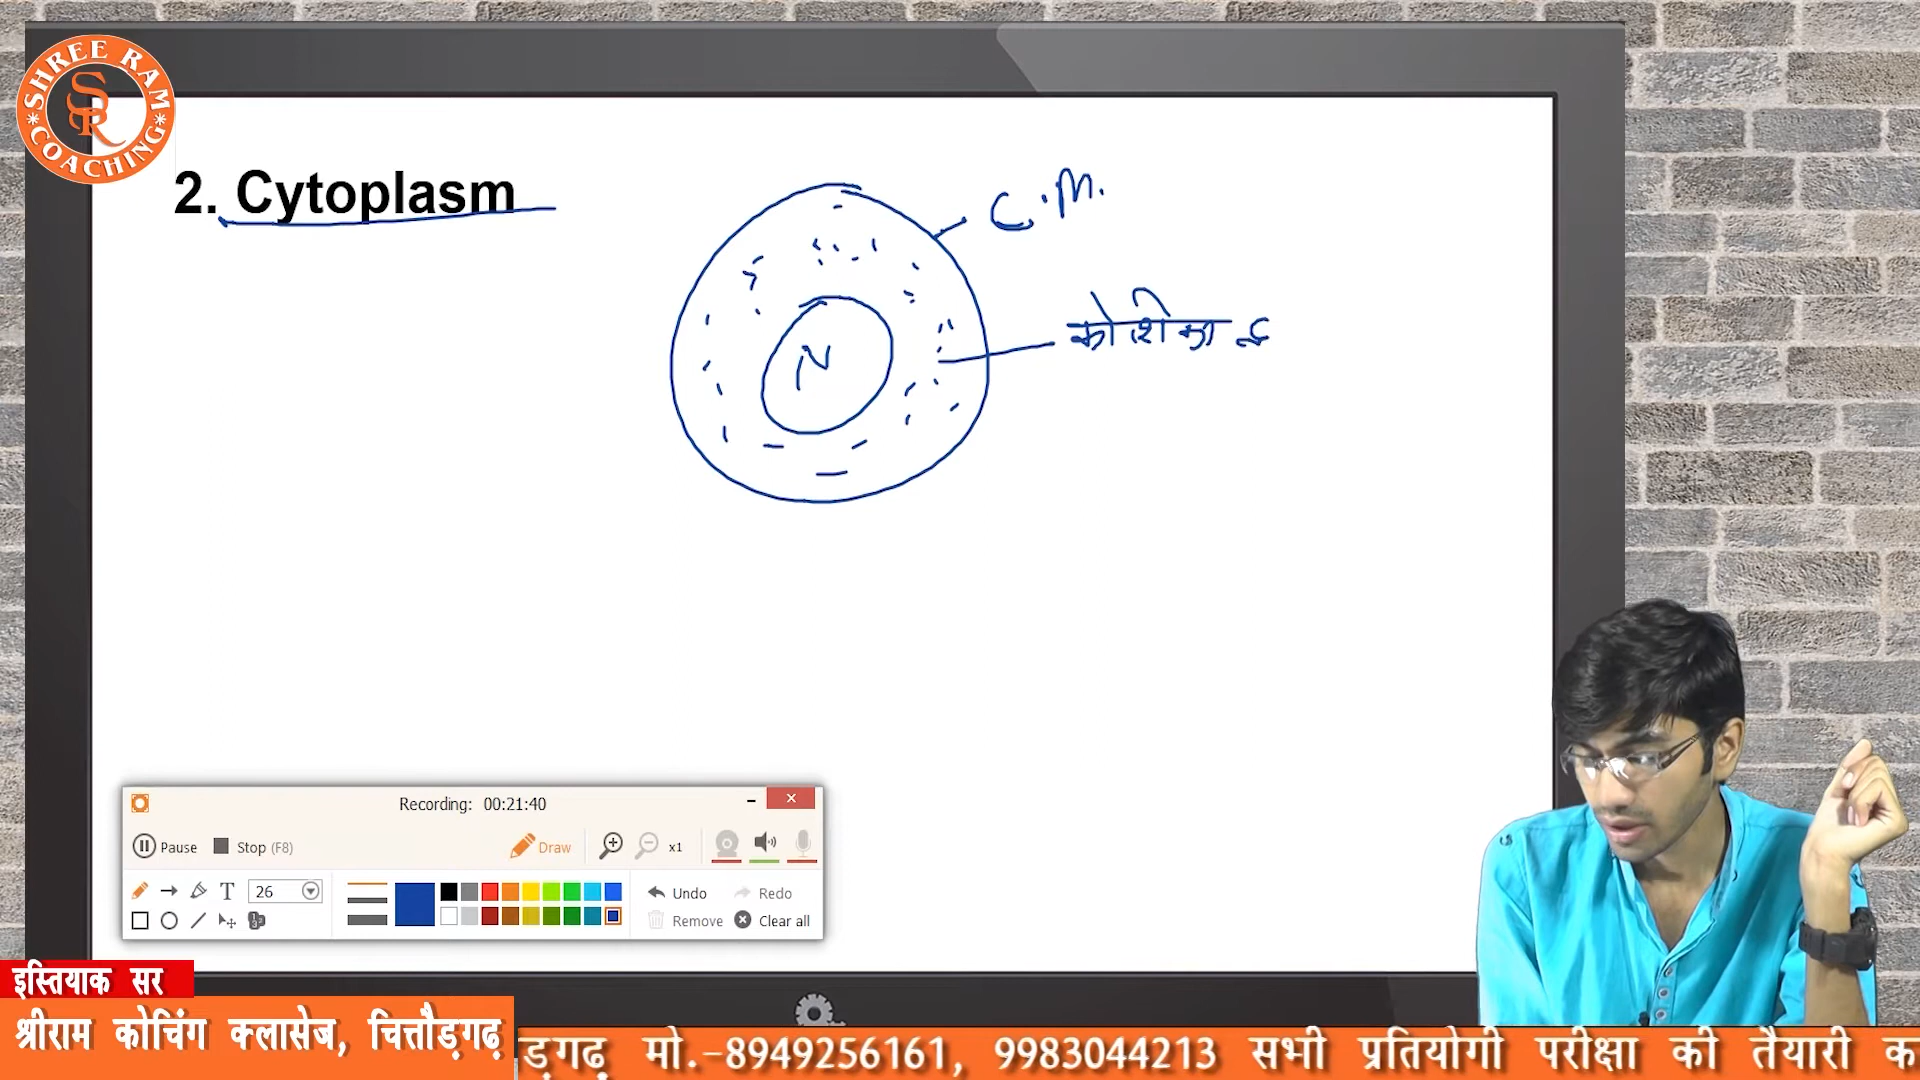 SHREE RAM
COACHING
SR
2. Cytoplasm
C.M.
कोशिका द्र
N
Recording: 00:21:40
Pause
Stop (F8)
Draw
x1
T
26
Undo
Redo
Remove
Clear all
इस्तियाक सर
श्रीराम कोचिंग क्लासेज, चित्तौड़गढ़
ड़गढ़ मो.-8949256161, 9983044213 सभी प्रतियोगी परीक्षा की तैयारी क